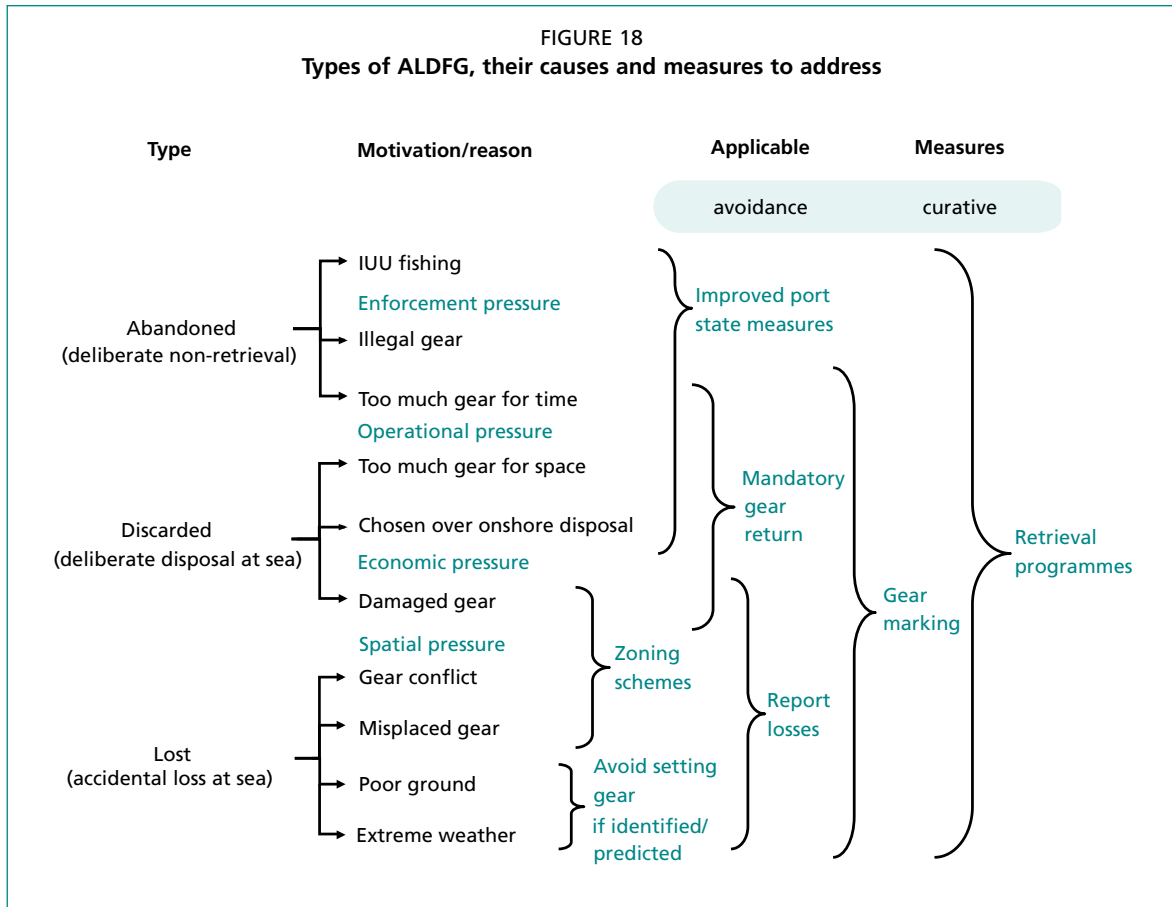 FIGURE 18
Types of ALDFG, their causes and measures to address
Type
Motivation/reason
Applicable
Measures
avoidance
curative
Abandoned
(deliberate non-retrieval)
Discarded
(deliberate disposal at sea)
Lost
(accidental loss at sea)
IUU fishing
Enforcement pressure
Illegal gear
Too much gear for time
Operational pressure
Too much gear for space
Chosen over onshore disposal
Economic pressure
Damaged gear
Spatial pressure
Gear conflict
Misplaced gear
Poor ground
Extreme weather
Zoning
schemes
Avoid setting
gear
if identified/
predicted
Improved port
state measures
Mandatory
gear
return
Report
losses
Gear
marking
Retrieval
programmes